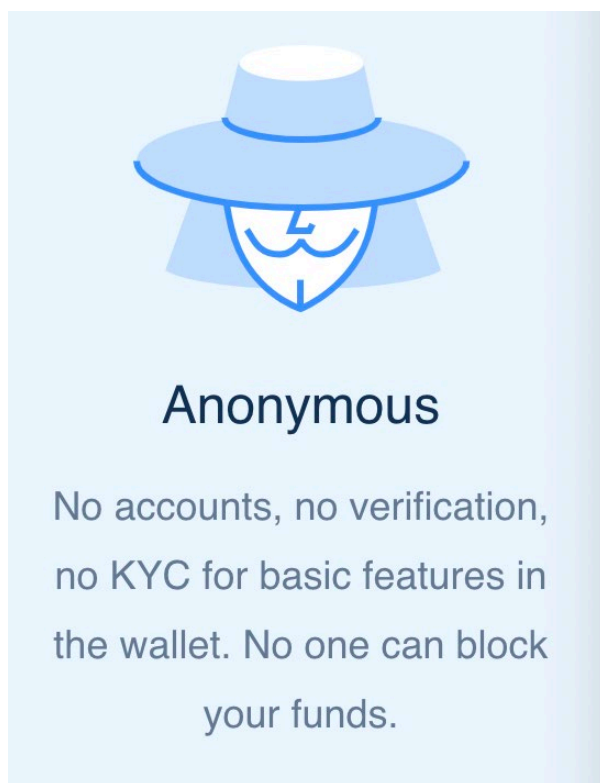 Anonymous
No accounts, no verification,
no KYC for basic features in
the wallet. No one can block
your funds.